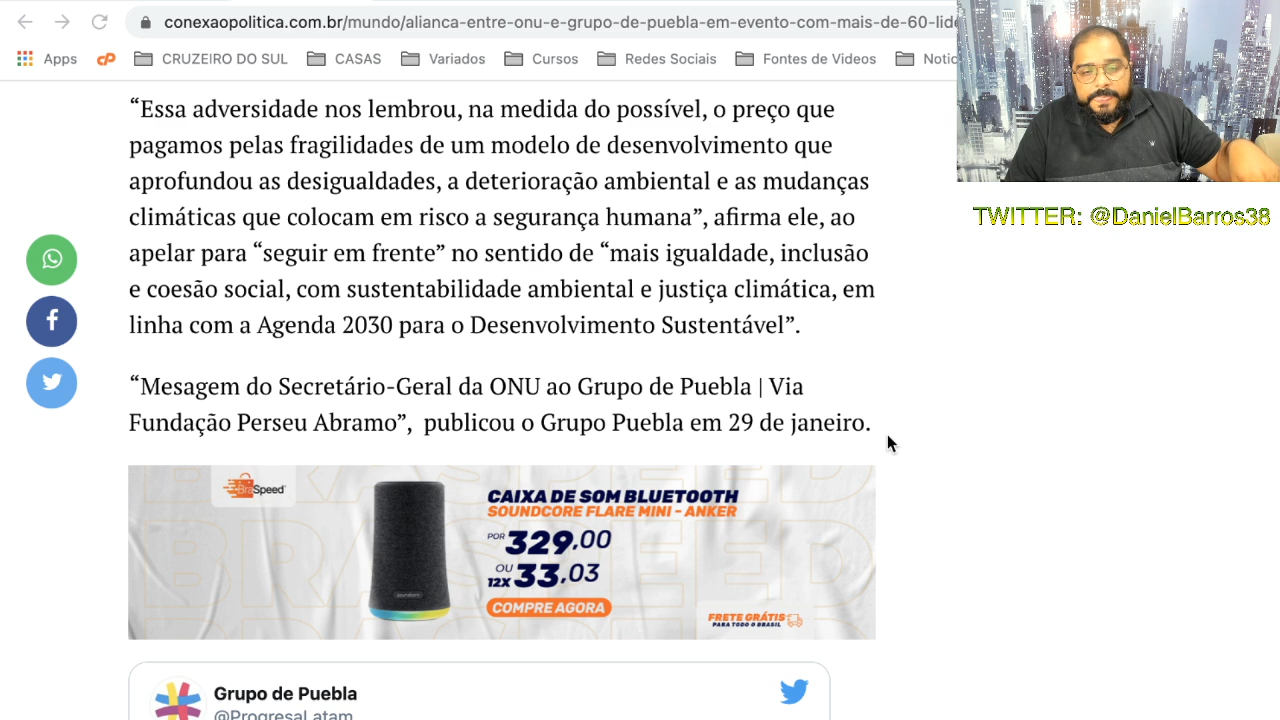 conexaopolitica.com.br/mundo/alianca-entre-onu-e-grupo-de-puebla-em-evento-com-mais-de-60-lide
Apps
CRUZEIRO DO SUL
CASAS
Variados
Cursos
Redes Sociais
Fontes de Videos
Notic
“Essa adversidade nos lembrou, na medida do possível, o preço que
pagamos pelas fragilidades de um modelo de desenvolvimento que
aprofundou as desigualdades, a deterioração ambiental e as mudanças
climáticas que colocam em risco a segurança humana”, afirma ele, ao
apelar para “seguir em frente” no sentido de “mais igualdade, inclusão
e coesão social, com sustentabilidade ambiental e justiça climática, em
linha com a Agenda 2030 para o Desenvolvimento Sustentável”.
“Mesagem do Secretário-Geral da ONU ao Grupo de Puebla | Via
Fundação Perseu Abramo”, publicou o Grupo Puebla em 29 de janeiro.
TWITTER: @DanielBarros38
BraSpeed
CAIXA DE SOM BLUETOOTH
SOUNDCORE FLARE MINI - ANKER
POR 329,00
OU
12X 33,03
COMPRE AGORA
soundcore
FRETE GRÁTIS
PARA TODO O BRASIL
Grupo de Puebla
@ProgresaLatam